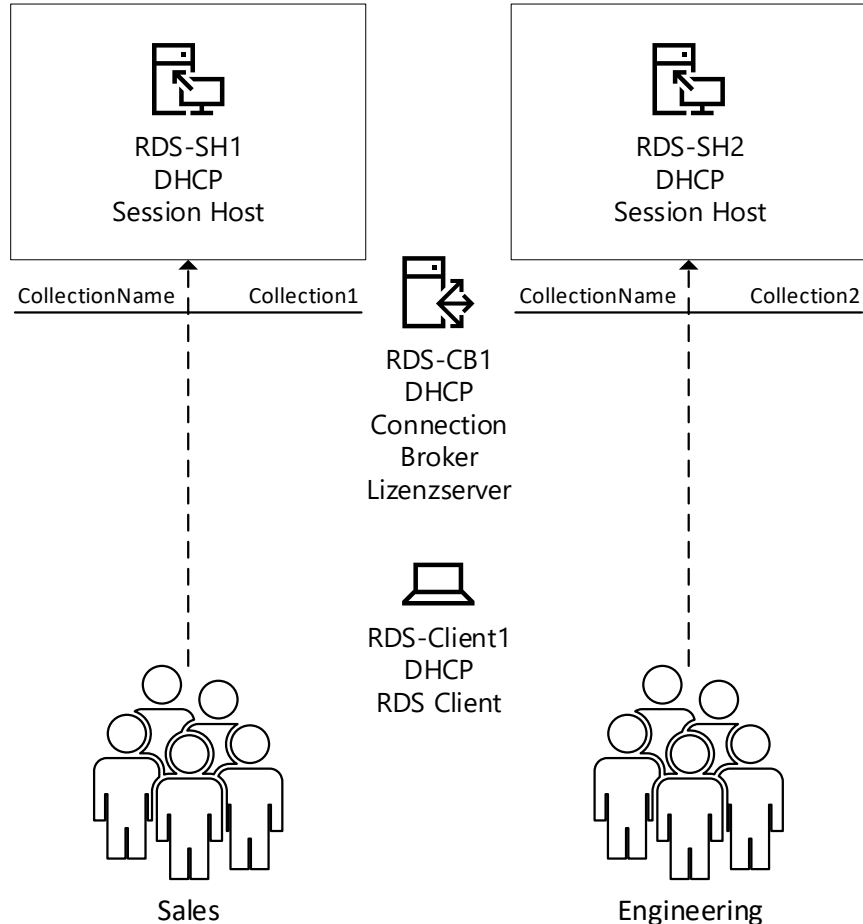 RDS-SH1
DHCP
Session Host
RDS-SH2
DHCP
Session Host
CollectionName
Collection1
CollectionName
Collection2
RDS-CB1
DHCP
Connection
Broker
Lizenzserver
RDS-Client1
DHCP
RDS Client
Sales
Engineering